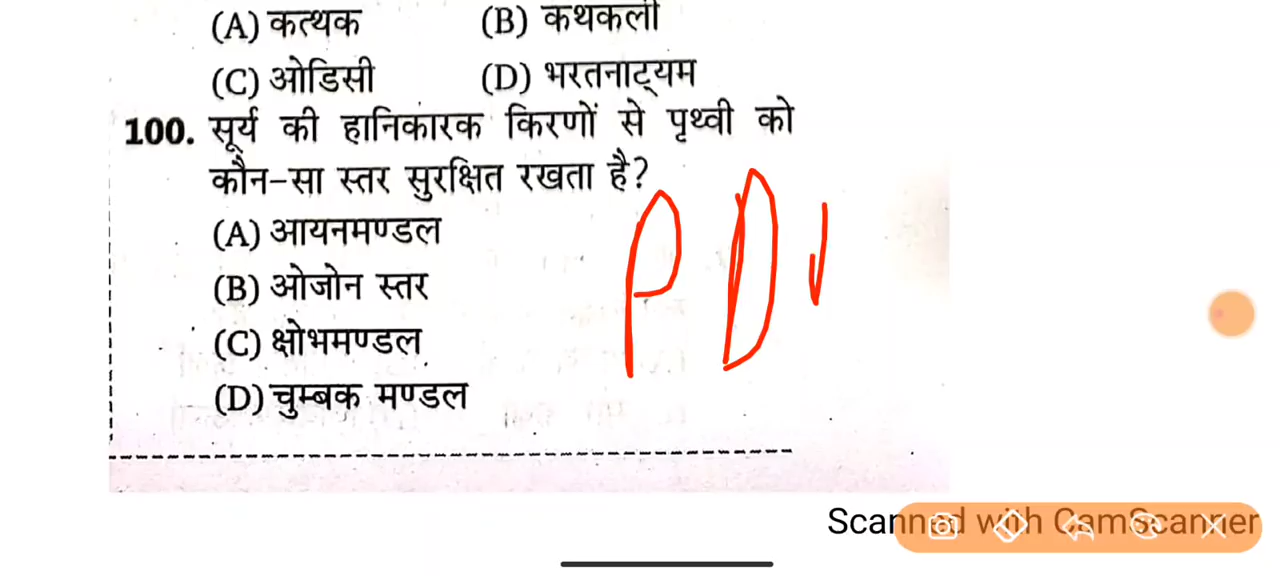 (A) कत्थक (B) कथकली
(C) ओडिसी (D) भरतनाट्यम
100. सूर्य की हानिकारक किरणों से पृथ्वी को
कौन-सा स्तर सुरक्षित रखता है?
(A) आयनमण्डल
(B) ओजोन स्तर
(C) क्षोभमण्डल
(D) चुम्बक मण्डल
PD
Scanned with CamScanner